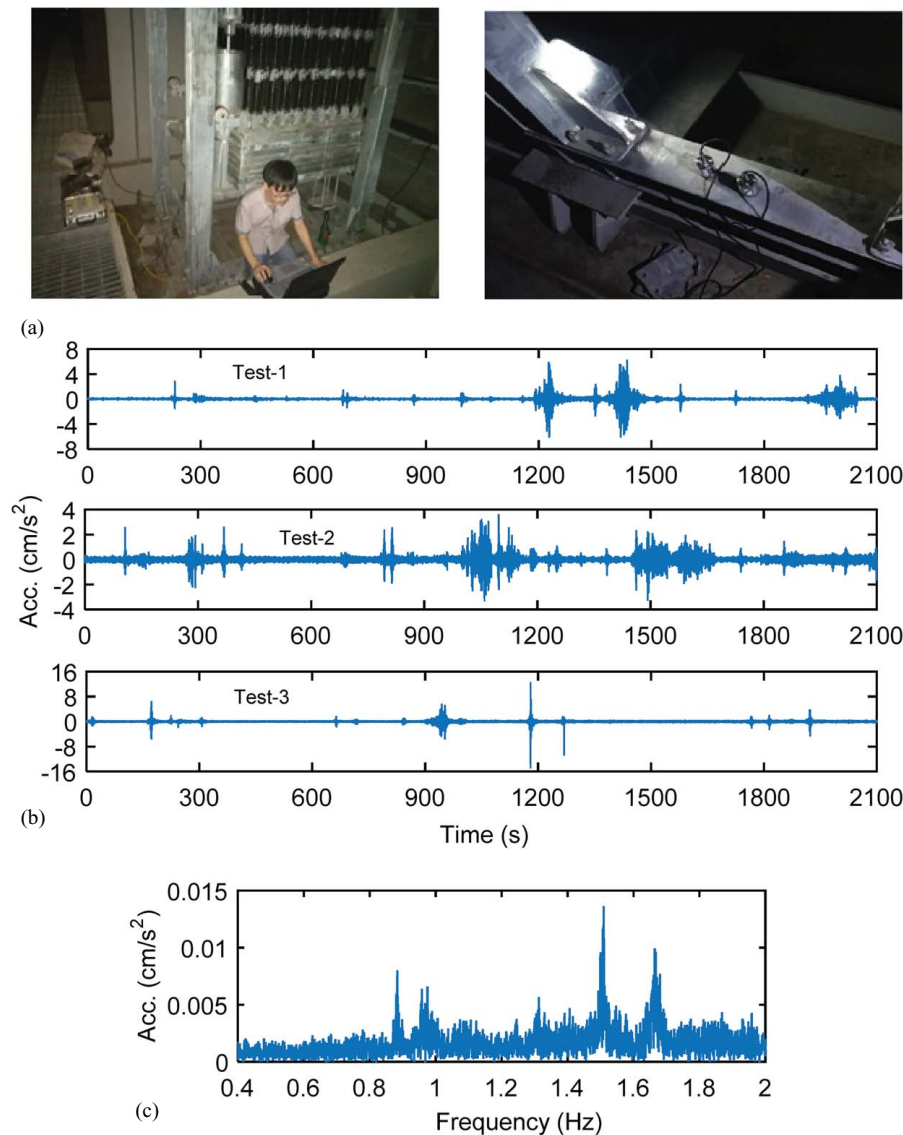 (a)
8
4
0
-4
-8
Test-1
0 300 600 900 1200 1500 1800 2100
4
2
0
-2
-4
Test-2
0 300 600 900 1200 1500 1800 2100
16
8
0
-8
-16
Test-3
0 300 600 900 1200 1500 1800 2100
Acc. (cm/s²)
Time (s)
(b)
0.015
0.01
0.005
0
Acc. (cm/s²)
0.4 0.6 0.8 1 1.2 1.4 1.6 1.8 2
Frequency (Hz)
(c)